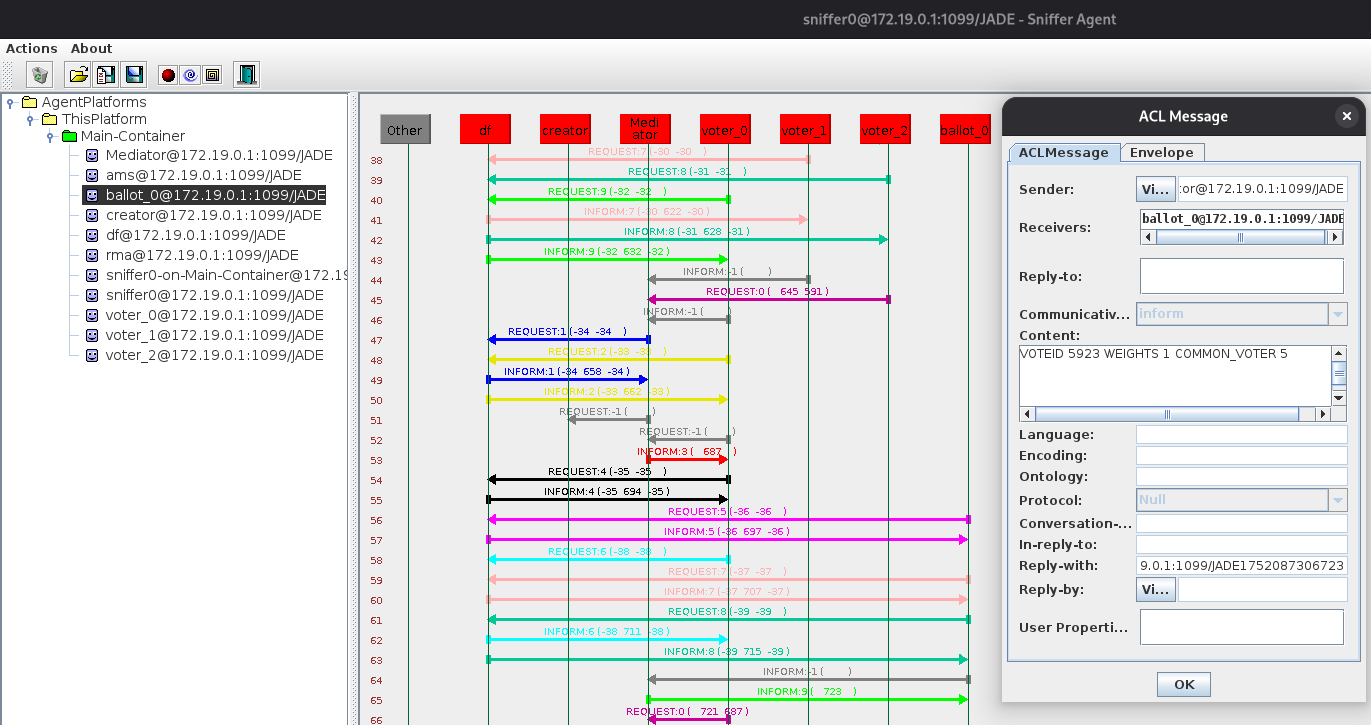 sniffer0@172.19.0.1:1099/JADE - Sniffer Agent
Actions About
AgentPlatforms
ThisPlatform
Main-Container
Mediator@172.19.0.1:1099/JADE
ams@172.19.0.1:1099/JADE
ballot_0@172.19.0.1:1099/JADE
creator@172.19.0.1:1099/JADE
df@172.19.0.1:1099/JADE
rma@172.19.0.1:1099/JADE
sniffer0-on-Main-Container@172.19
sniffer0@172.19.0.1:1099/JADE
voter_0@172.19.0.1:1099/JADE
voter_1@172.19.0.1:1099/JADE
voter_2@172.19.0.1:1099/JADE
Other df creator Medi ator voter_0 voter_1 voter_2 ballot_0
38 REQUEST:7 (-30 -30 )
39 REQUEST:8 (-31 -31 )
40 REQUEST:9 (-32 -32 )
41 INFORM:7 (-30 622 -30 )
42 INFORM:8 (-31 628 -31 )
43 INFORM:9 (-32 632 -32 )
44 INFORM:-1 ( )
45 REQUEST:0 ( 645 591 )
46 INFORM:-1 ( )
47 REQUEST:1 (-34 -34 )
48 REQUEST:2 (-33 -33 )
49 INFORM:1 (-34 658 -34 )
50 INFORM:2 (-33 662 -33 )
51 REQUEST:-1 ( )
52 REQUEST:-1 ( )
53 INFORM:3 ( 687 )
54 REQUEST:4 (-35 -35 )
55 INFORM:4 (-35 694 -35 )
56 REQUEST:5 (-36 -36 )
57 INFORM:5 (-36 697 -36 )
58 REQUEST:6 (-38 -38 )
59 REQUEST:7 (-37 -37 )
60 INFORM:7 (-37 707 -37 )
61 REQUEST:8 (-39 -39 )
62 INFORM:6 (-38 711 -38 )
63 INFORM:8 (-39 715 -39 )
64 INFORM:-1 ( )
65 INFORM:9 ( 723 )
66 REQUEST:0 ( 721 687 )
ACL Message
ACLMessage Envelope
Sender: Vi... :or@172.19.0.1:1099/JADE
Receivers: ballot_0@172.19.0.1:1099/JADE
Reply-to:
Communicativ... inform
Content:
VOTEID 5923 WEIGHTS 1 COMMON_VOTER 5
Language:
Encoding:
Ontology:
Protocol: Null
Conversation-...
In-reply-to:
Reply-with: 9.0.1:1099/JADE1752087306723
Reply-by: Vi...
User Properti...
OK